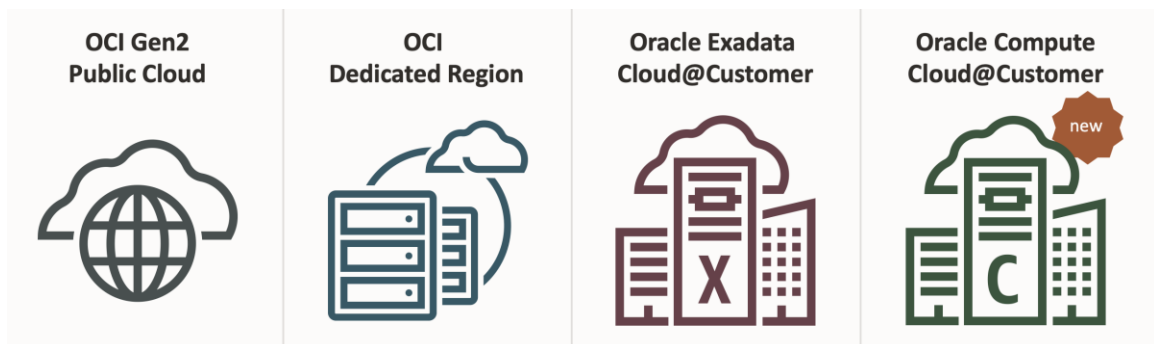 OCI Gen2
Public Cloud
OCI
Dedicated Region
Oracle Exadata
Cloud@Customer
Oracle Compute
Cloud@Customer
new
X
C